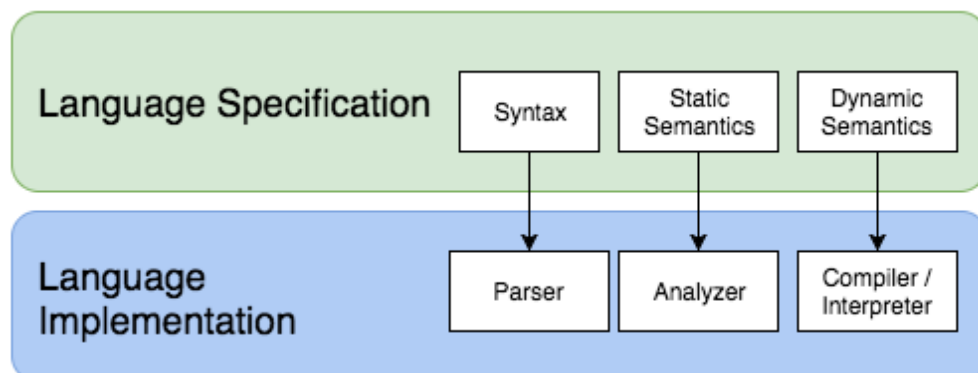 Language Specification
Syntax
Static
Semantics
Dynamic
Semantics
Language
Implementation
Parser
Analyzer
Compiler /
Interpreter